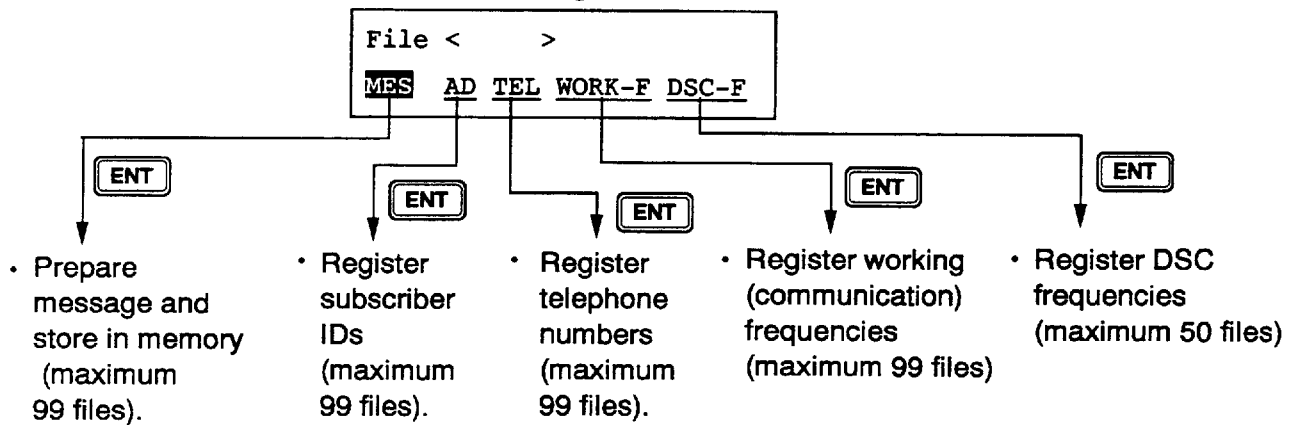 File < >
MES AD TEL WORK-F DSC-F
ENT
ENT
ENT
ENT
ENT
· Prepare
message and
store in memory
(maximum
99 files).
· Register
subscriber
IDs
(maximum
99 files).
· Register
telephone
numbers
(maximum
99 files).
· Register working
(communication)
frequencies
(maximum 99 files)
· Register DSC
frequencies
(maximum 50 files)